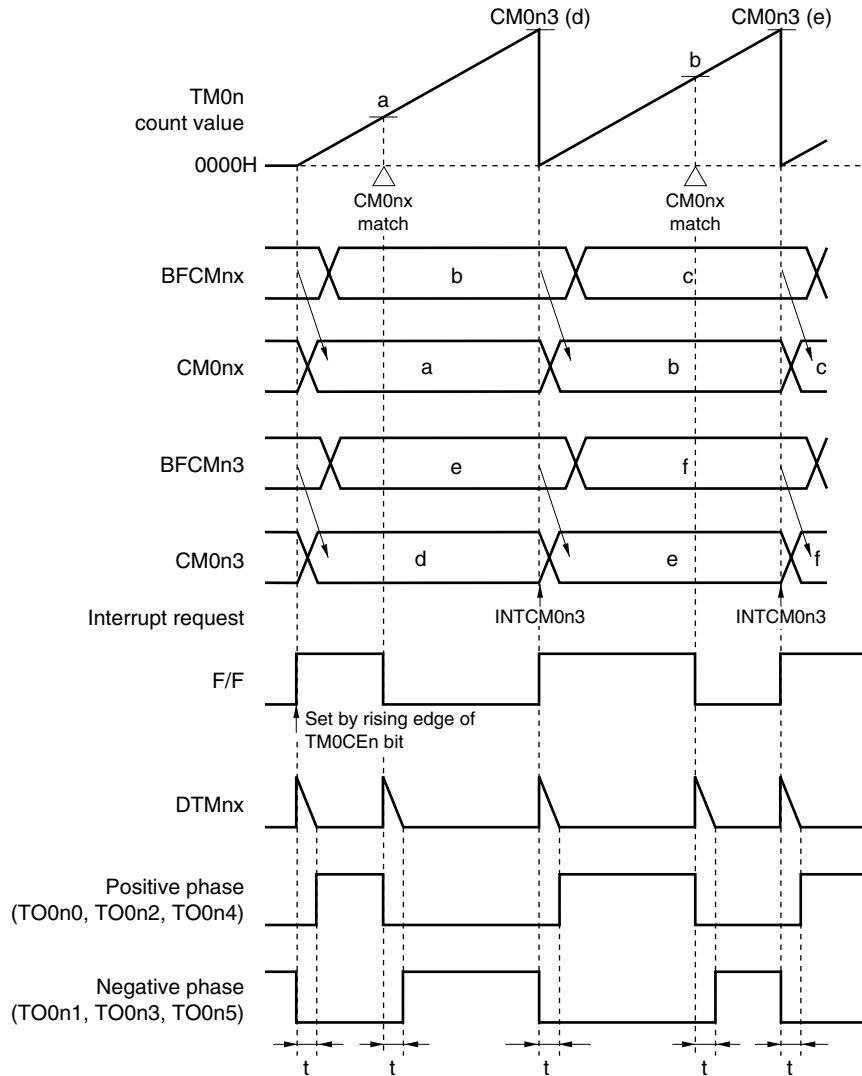 CM0n3 (d)
CM0n3 (e)
TM0n
count value
a
b
0000H
CM0nx
match
CM0nx
match
BFCMnx
b
c
CM0nx
a
b
c
BFCMn3
e
f
CM0n3
d
e
f
Interrupt request
INTCM0n3
INTCM0n3
F/F
Set by rising edge of
TM0CEn bit
DTMnx
Positive phase
(TO0n0, TO0n2, TO0n4)
Negative phase
(TO0n1, TO0n3, TO0n5)
t
t
t
t
t